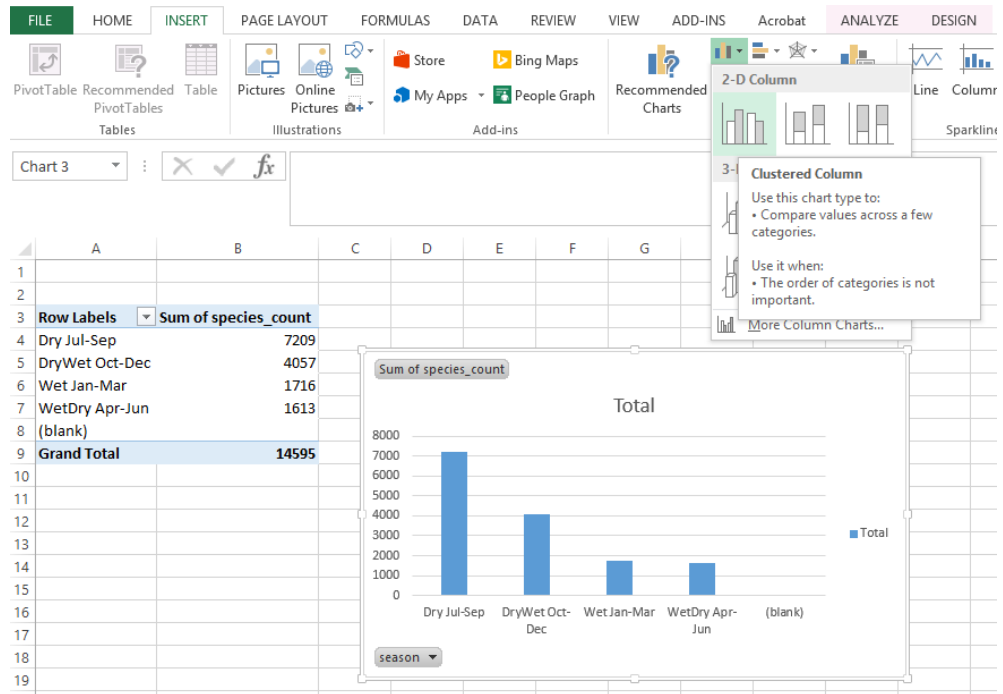 FILE HOME INSERT PAGE LAYOUT FORMULAS DATA REVIEW VIEW ADD-INS Acrobat ANALYZE DESIGN
PivotTable Recommended PivotTables Table
Tables
Pictures Online Pictures
Illustrations
Store
My Apps
Bing Maps
People Graph
Add-ins
Recommended Charts
Line Column
Sparkline
2-D Column
3-
Clustered Column
Use this chart type to:
• Compare values across a few
categories.
Use it when:
• The order of categories is not
important.
More Column Charts...
Chart 3 fx
A B C D E F G
1
2
3 Row Labels Sum of species_count
4 Dry Jul-Sep 7209
5 DryWet Oct-Dec 4057
6 Wet Jan-Mar 1716
7 WetDry Apr-Jun 1613
8 (blank)
9 Grand Total 14595
10
11
12
13
14
15
16
17
18
19
Sum of species_count
Total
8000
7000
6000
5000
4000
3000
2000
1000
0
Dry Jul-Sep DryWet Oct- Wet Jan-Mar WetDry Apr- (blank)
Dec Jun
Total
season